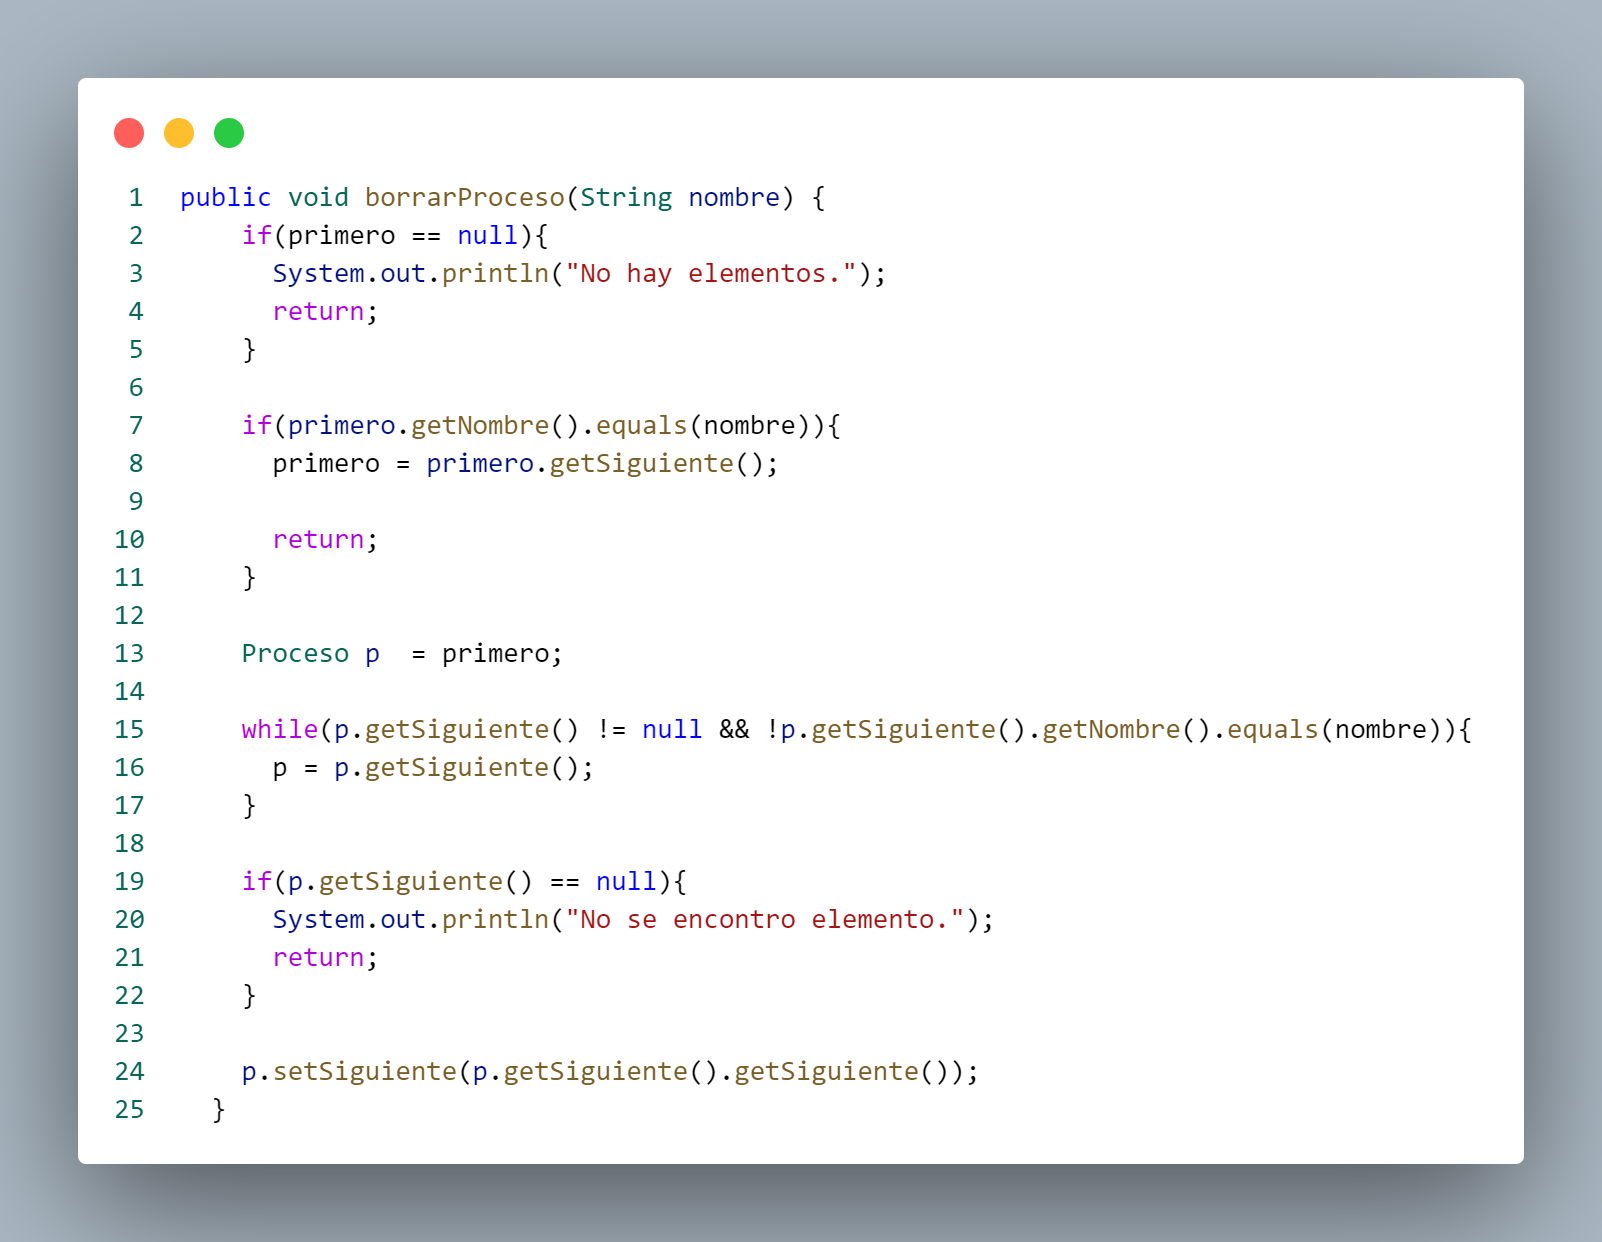 1 public void borrarProceso(String nombre) {
2     if(primero == null){
3       System.out.println("No hay elementos.");
4       return;
5     }
6
7     if(primero.getNombre().equals(nombre)){
8       primero = primero.getSiguiente();
9
10       return;
11     }
12
13     Proceso p  = primero;
14
15     while(p.getSiguiente() != null && !p.getSiguiente().getNombre().equals(nombre)){
16       p = p.getSiguiente();
17     }
18
19     if(p.getSiguiente() == null){
20       System.out.println("No se encontro elemento.");
21       return;
22     }
23
24     p.setSiguiente(p.getSiguiente().getSiguiente());
25   }